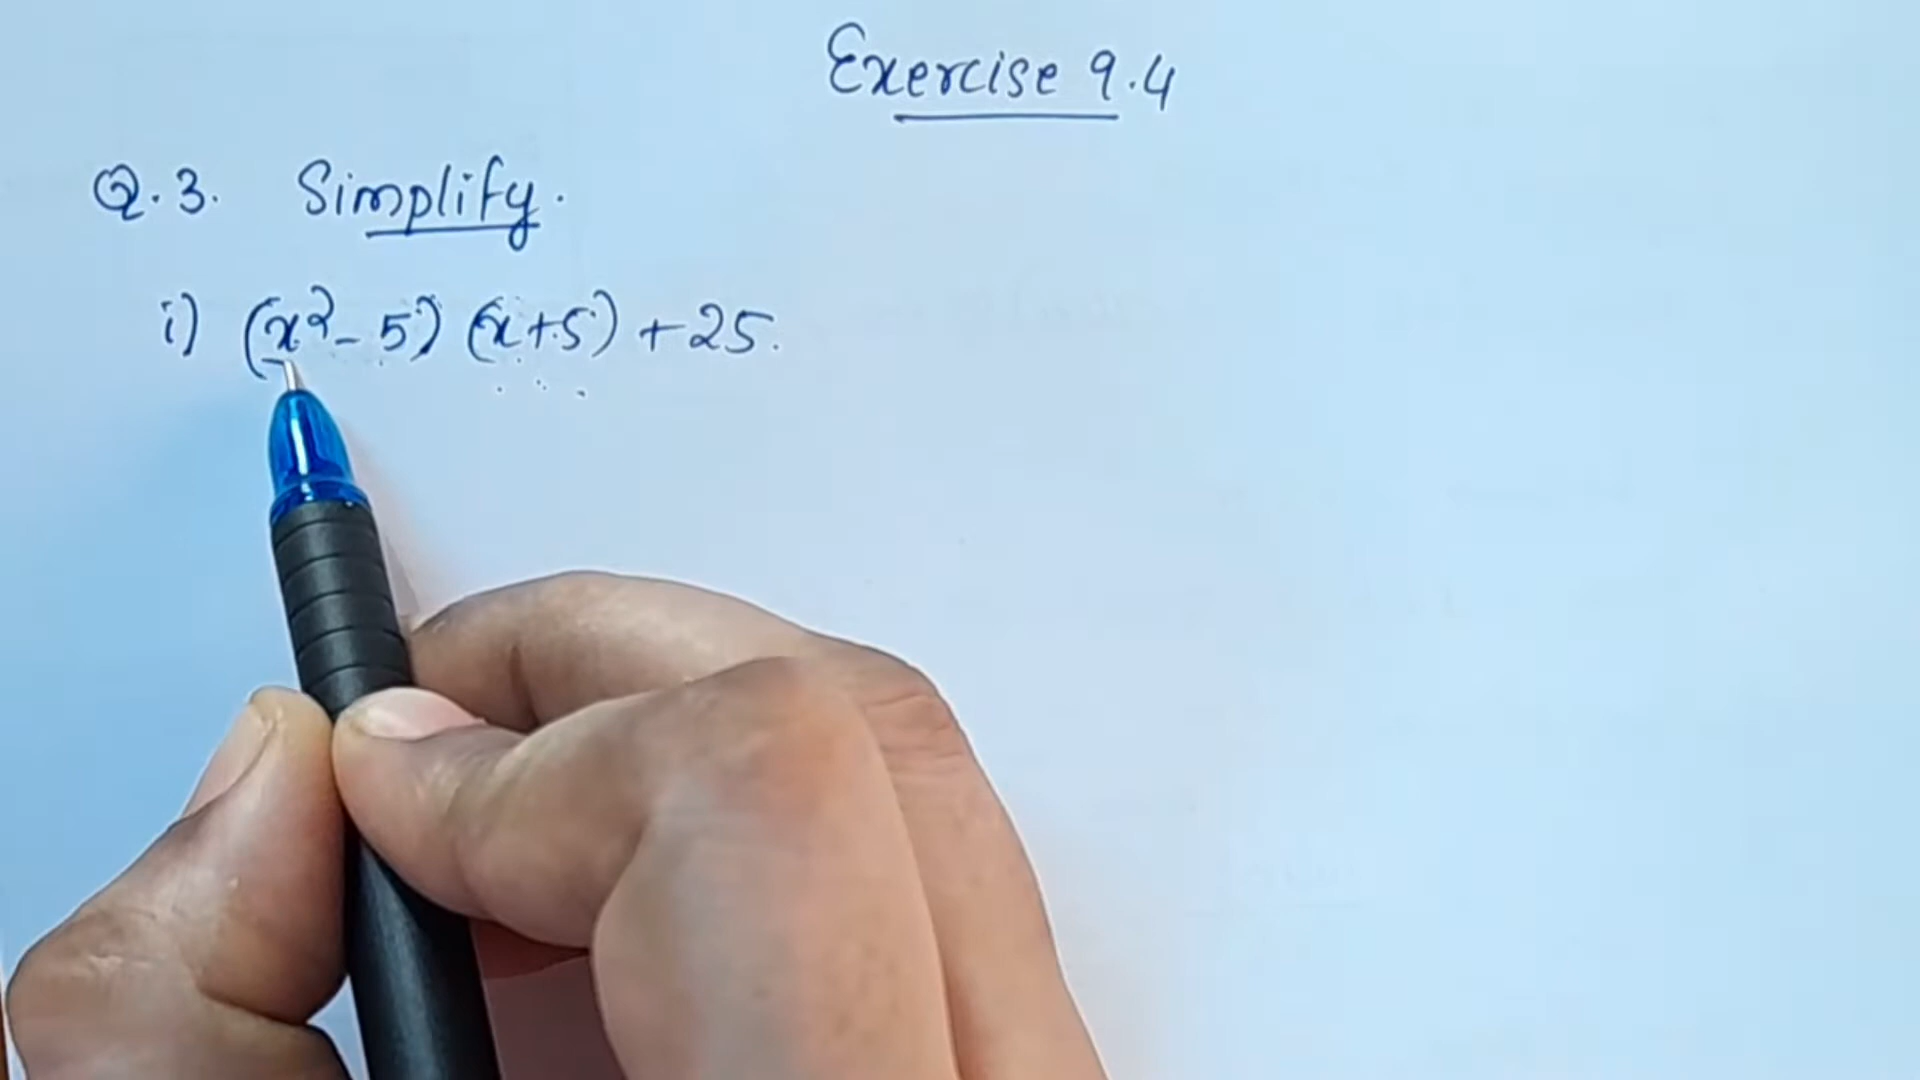 Exercise 9.4
Q.3. Simplify.
i) (x²- 5) (x+5) +25.